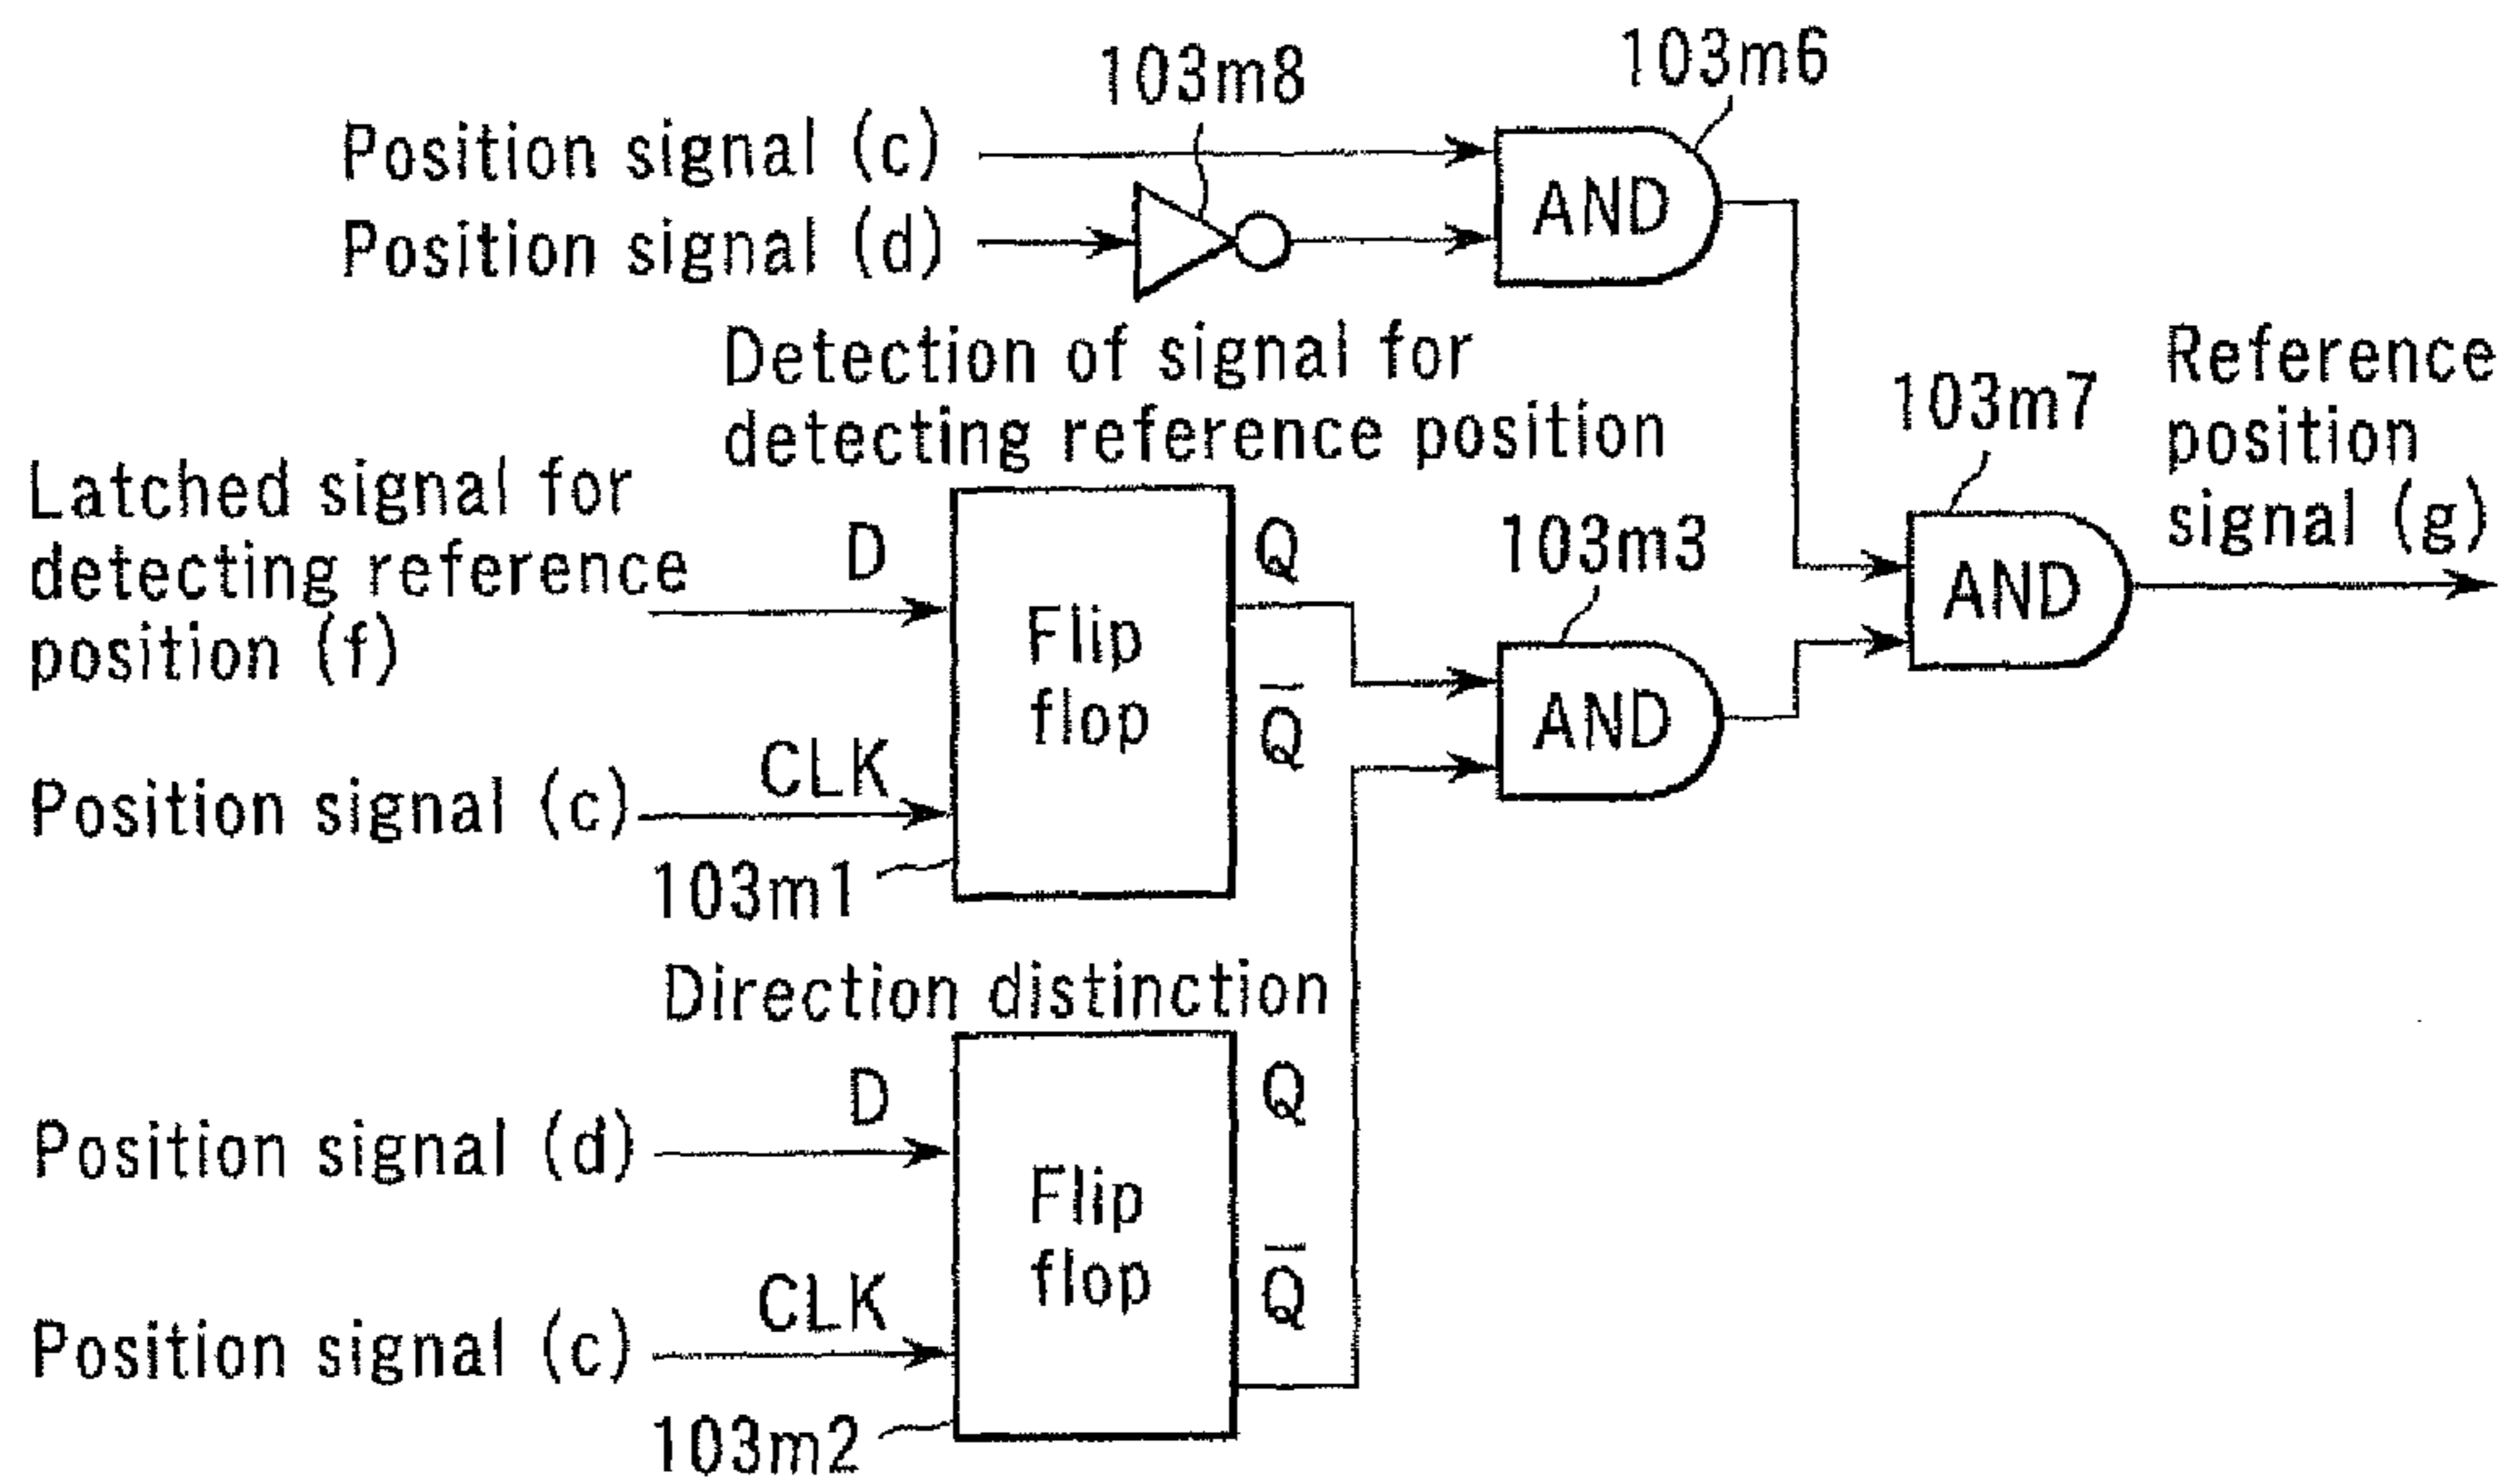 103m8
103m6
Position signal (c)
AND
Position signal (d)
Detection of signal for
detecting reference position
Reference
position
signal (g)
103m7
AND
Latched signal for
detecting reference
position (f)
D
Q
Flip
flop
Q̅
CLK
Position signal (c)
103m1
103m3
AND
Direction distinction
D
Q
Position signal (d)
Flip
flop
Q̅
CLK
Position signal (c)
103m2